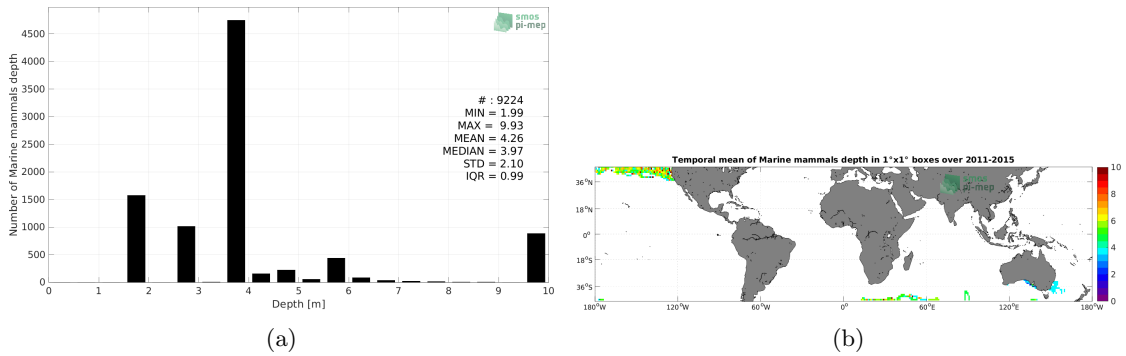 smos
pi-mep
4500
4000
3500
3000
2500
2000
1500
1000
500
0
Number of Marine mammals depth
# : 9224
MIN = 1.99
MAX = 9.93
MEAN = 4.26
MEDIAN = 3.97
STD = 2.10
IQR = 0.99
0 1 2 3 4 5 6 7 8 9 10
Depth [m]
(a)
Temporal mean of Marine mammals depth in 1°x1° boxes over 2011-2015
smos
pi-mep
36°N
18°N
0°
18°S
36°S
180°W 120°W 60°W 0° 60°E 120°E 180°W
10
8
6
4
2
0
(b)